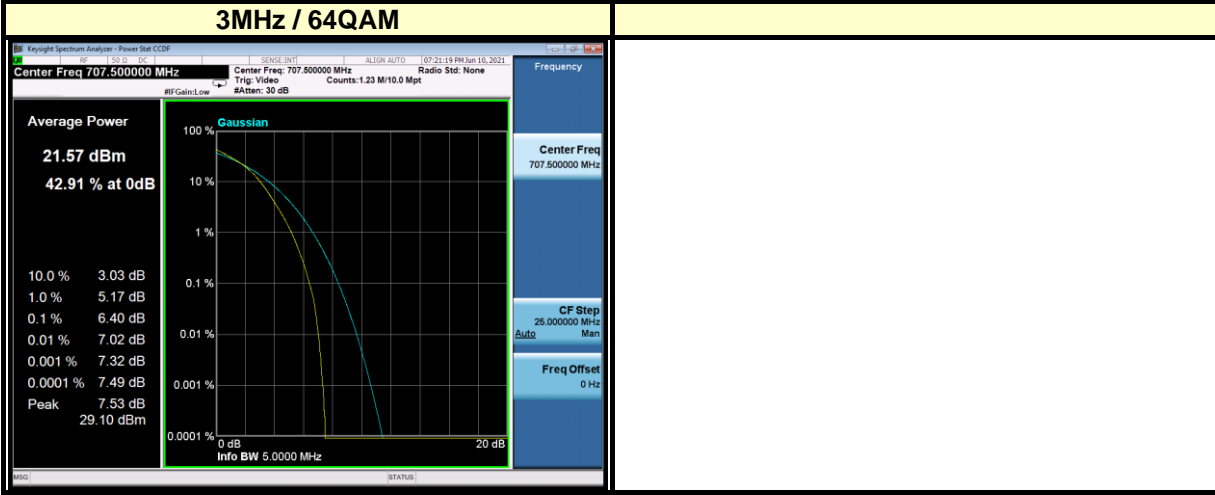 3MHz / 64QAM
Keysight Spectrum Analyzer - Power Stat CCDF
RF 50 Ω DC SENSE:INT ALIGN AUTO 07:21:19 PM Jun 10, 2021
Center Freq 707.500000 MHz
Center Freq: 707.500000 MHz Radio Std: None
Trig: Video Counts:1.23 M/10.0 Mpt
#IFGain:Low #Atten: 30 dB
Frequency
Average Power
21.57 dBm
42.91 % at 0dB
10.0 % 3.03 dB
1.0 % 5.17 dB
0.1 % 6.40 dB
0.01 % 7.02 dB
0.001 % 7.32 dB
0.0001 % 7.49 dB
Peak 7.53 dB
29.10 dBm
Gaussian
100 %
10 %
1 %
0.1 %
0.01 %
0.001 %
0.0001 %
0 dB 20 dB
Info BW 5.0000 MHz
Center Freq
707.500000 MHz
CF Step
25.000000 MHz
Auto Man
Freq Offset
0 Hz
MSG STATUS